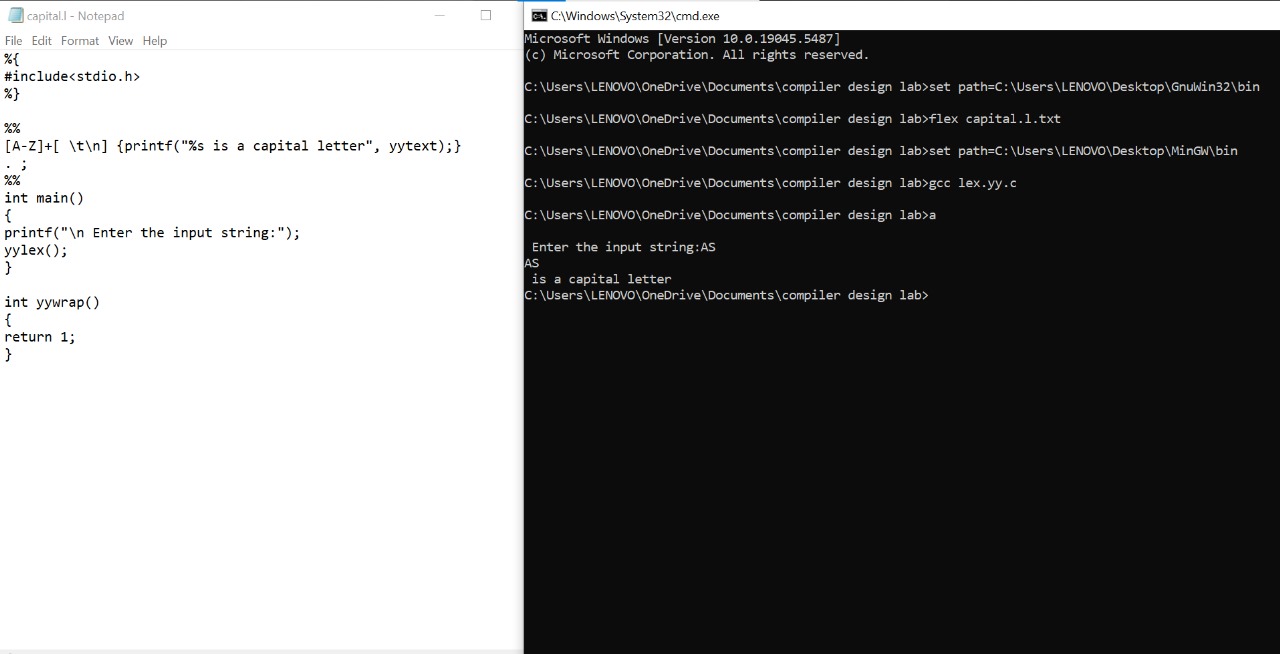 capital.l - Notepad
File Edit Format View Help
%{
#include<stdio.h>
%}
%%
[A-Z]+[ \t\n] {printf("%s is a capital letter", yytext);}
. ;
%%
int main()
{
printf("\n Enter the input string:");
yylex();
}
int yywrap()
{
return 1;
}
C:\Windows\System32\cmd.exe
Microsoft Windows [Version 10.0.19045.5487]
(c) Microsoft Corporation. All rights reserved.
C:\Users\LENOVO\OneDrive\Documents\compiler design lab>set path=C:\Users\LENOVO\Desktop\GnuWin32\bin
C:\Users\LENOVO\OneDrive\Documents\compiler design lab>flex capital.l.txt
C:\Users\LENOVO\OneDrive\Documents\compiler design lab>set path=C:\Users\LENOVO\Desktop\MinGW\bin
C:\Users\LENOVO\OneDrive\Documents\compiler design lab>gcc lex.yy.c
C:\Users\LENOVO\OneDrive\Documents\compiler design lab>a
Enter the input string:AS
AS
is a capital letter
C:\Users\LENOVO\OneDrive\Documents\compiler design lab>